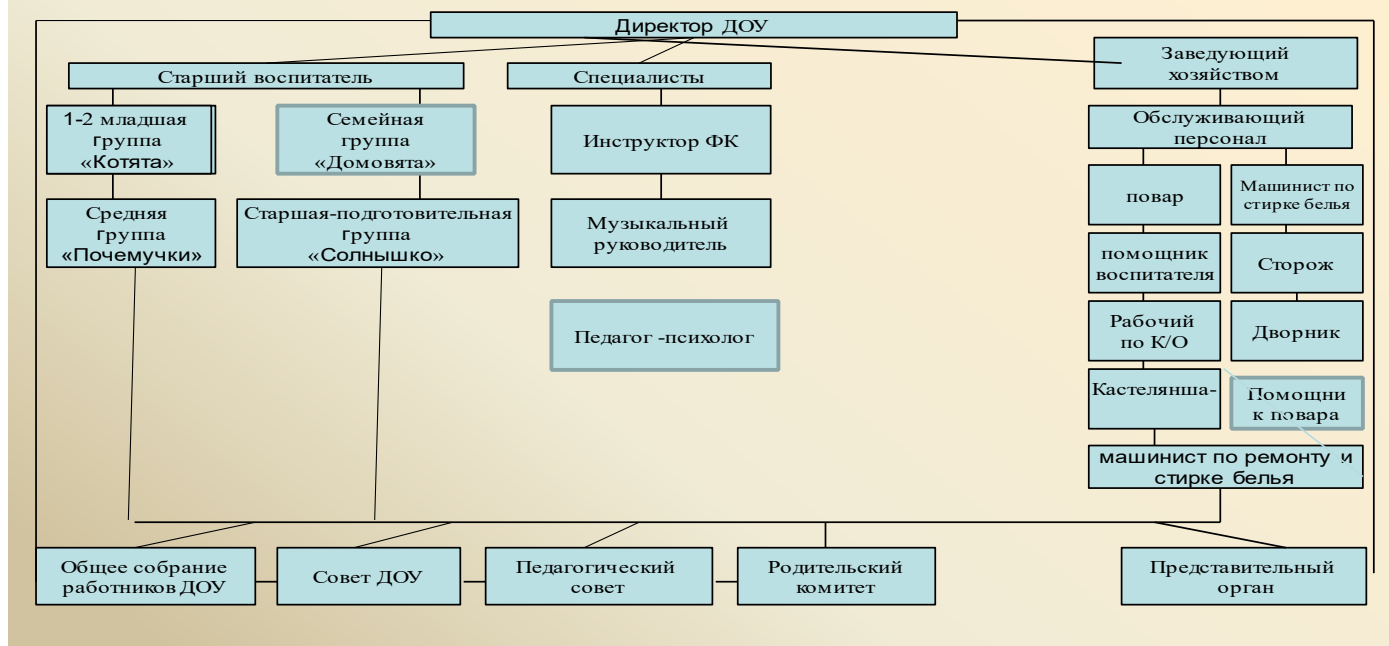 Директор ДОУ
Старший воспитатель
Специалисты
Заведующий
хозяйством
1-2 младшая
группа
«Котята»
Семейная
группа
«Домовята»
Инструктор ФК
Обслуживающий
персонал
Средняя
группа
«Почемучки»
Старшая-подготовительная
группа
«Солнышко»
Музыкальный
руководитель
повар
Машинист по
стирке белья
помощник
воспитателя
Сторож
Педагог -психолог
Рабочий
по К/О
Дворник
Кастелянша-
Помощни
к повара
машинист по ремонту и
стирке белья
Общее собрание
работников ДОУ
Совет ДОУ
Педагогический
совет
Родительский
комитет
Представительный
орган